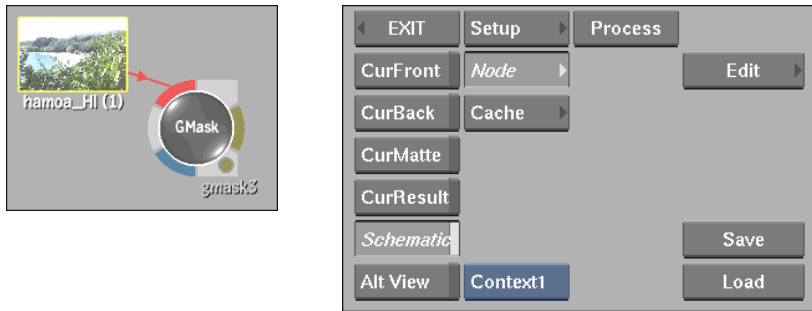 hamoa_HI (1)
GMask
gmask3
EXIT Setup Process
CurFront Node Edit
CurBack Cache
CurMatte
CurResult
Schematic Save
Alt View Context1 Load